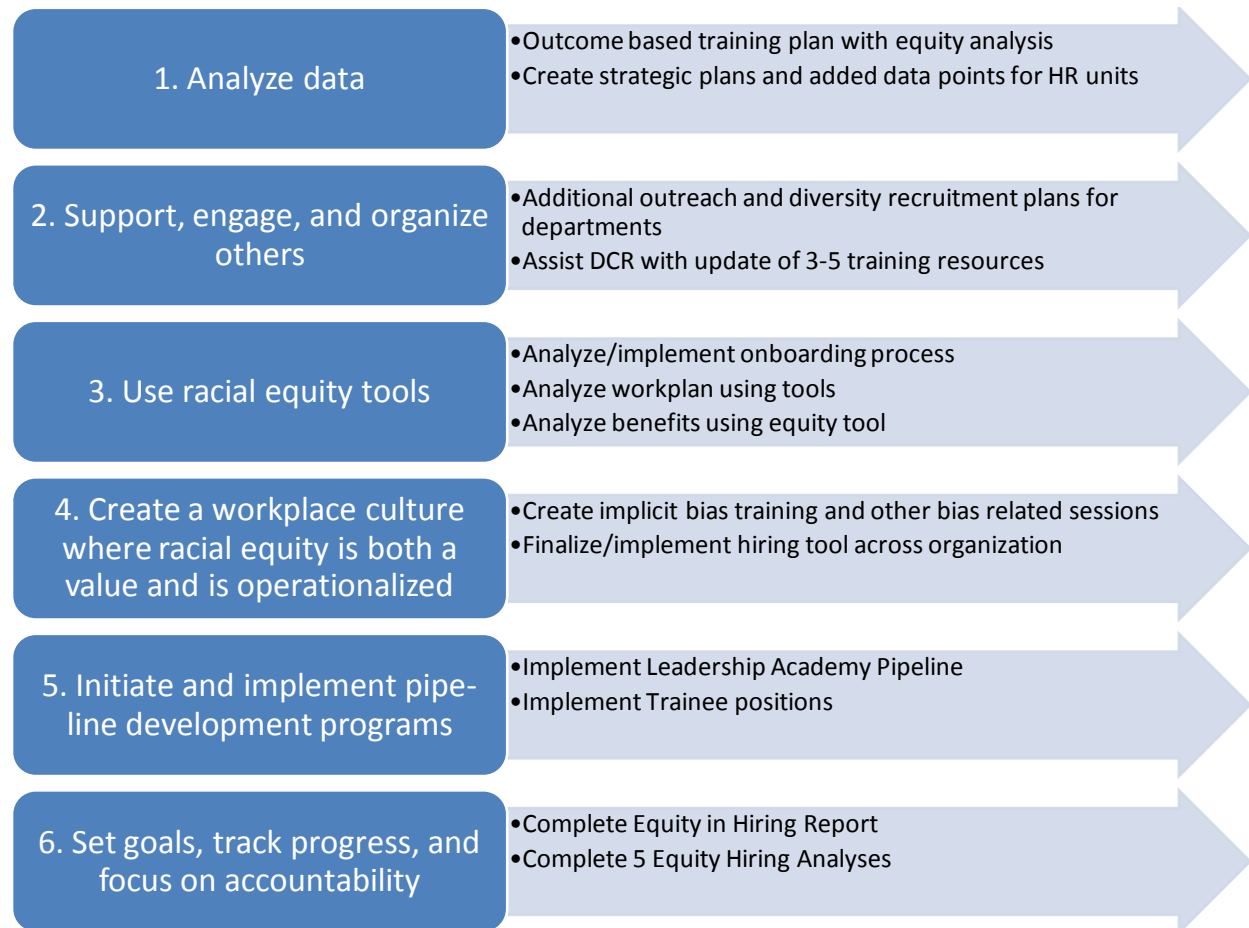 1. Analyze data
•Outcome based training plan with equity analysis
•Create strategic plans and added data points for HR units
2. Support, engage, and organize
others
•Additional outreach and diversity recruitment plans for
departments
•Assist DCR with update of 3-5 training resources
3. Use racial equity tools
•Analyze/implement onboarding process
•Analyze workplan using tools
•Analyze benefits using equity tool
4. Create a workplace culture
where racial equity is both a
value and is operationalized
•Create implicit bias training and other bias related sessions
•Finalize/implement hiring tool across organization
5. Initiate and implement pipe-
line development programs
•Implement Leadership Academy Pipeline
•Implement Trainee positions
6. Set goals, track progress, and
focus on accountability
•Complete Equity in Hiring Report
•Complete 5 Equity Hiring Analyses